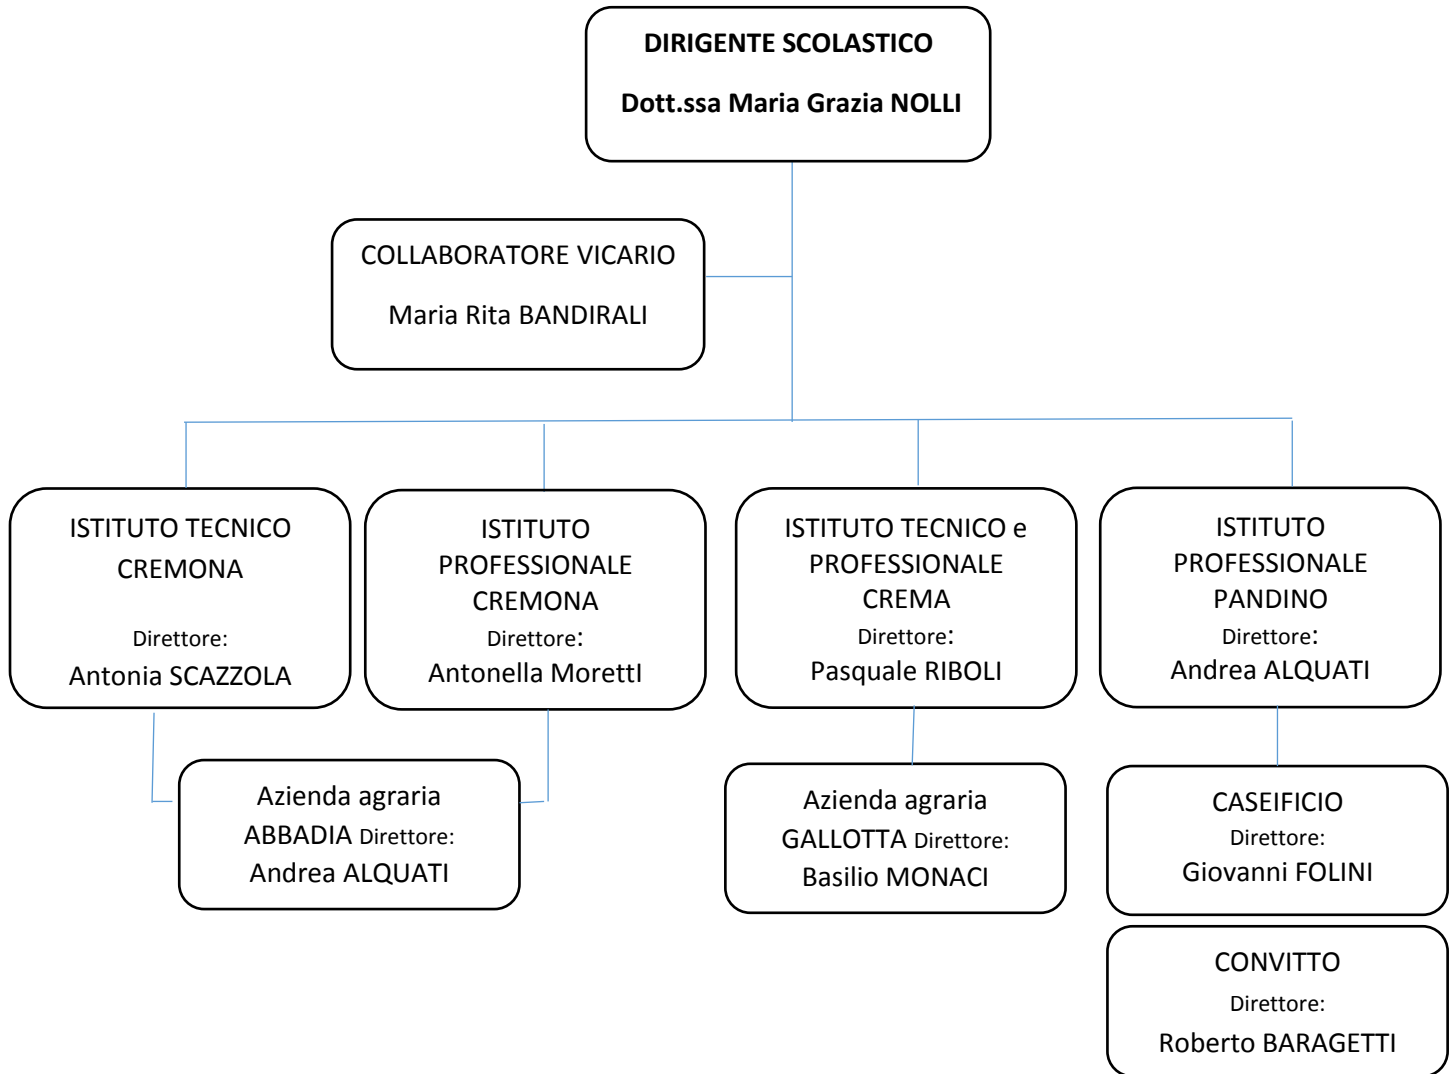 DIRIGENTE SCOLASTICO
Dott.ssa Maria Grazia NOLLI
COLLABORATORE VICARIO
Maria Rita BANDIRALI
ISTITUTO TECNICO
CREMONA
Direttore:
Antonia SCAZZOLA
ISTITUTO
PROFESSIONALE
CREMONA
Direttore:
Antonella MorettI
ISTITUTO TECNICO e
PROFESSIONALE
CREMA
Direttore:
Pasquale RIBOLI
ISTITUTO
PROFESSIONALE
PANDINO
Direttore:
Andrea ALQUATI
Azienda agraria
ABBADIA Direttore:
Andrea ALQUATI
Azienda agraria
GALLOTTA Direttore:
Basilio MONACI
CASEIFICIO
Direttore:
Giovanni FOLINI
CONVITTO
Direttore:
Roberto BARAGETTI